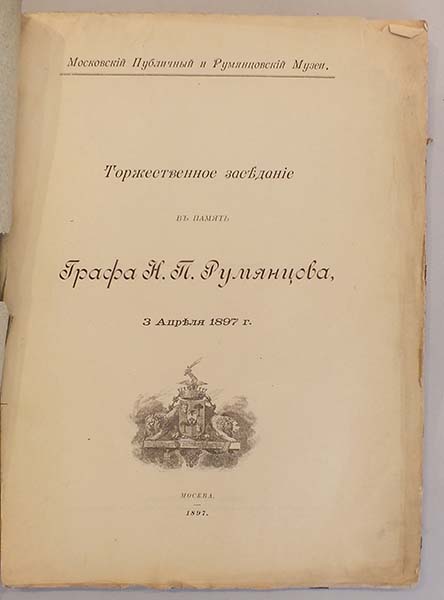 Московскій Публичный и Румянцовскій Музеи.
Торжественное засѣданіе
ВЪ ПАМЯТЬ
Графа Н. П. Румянцова,
3 Апрѣля 1897 г.
МОСКВА.
1897.